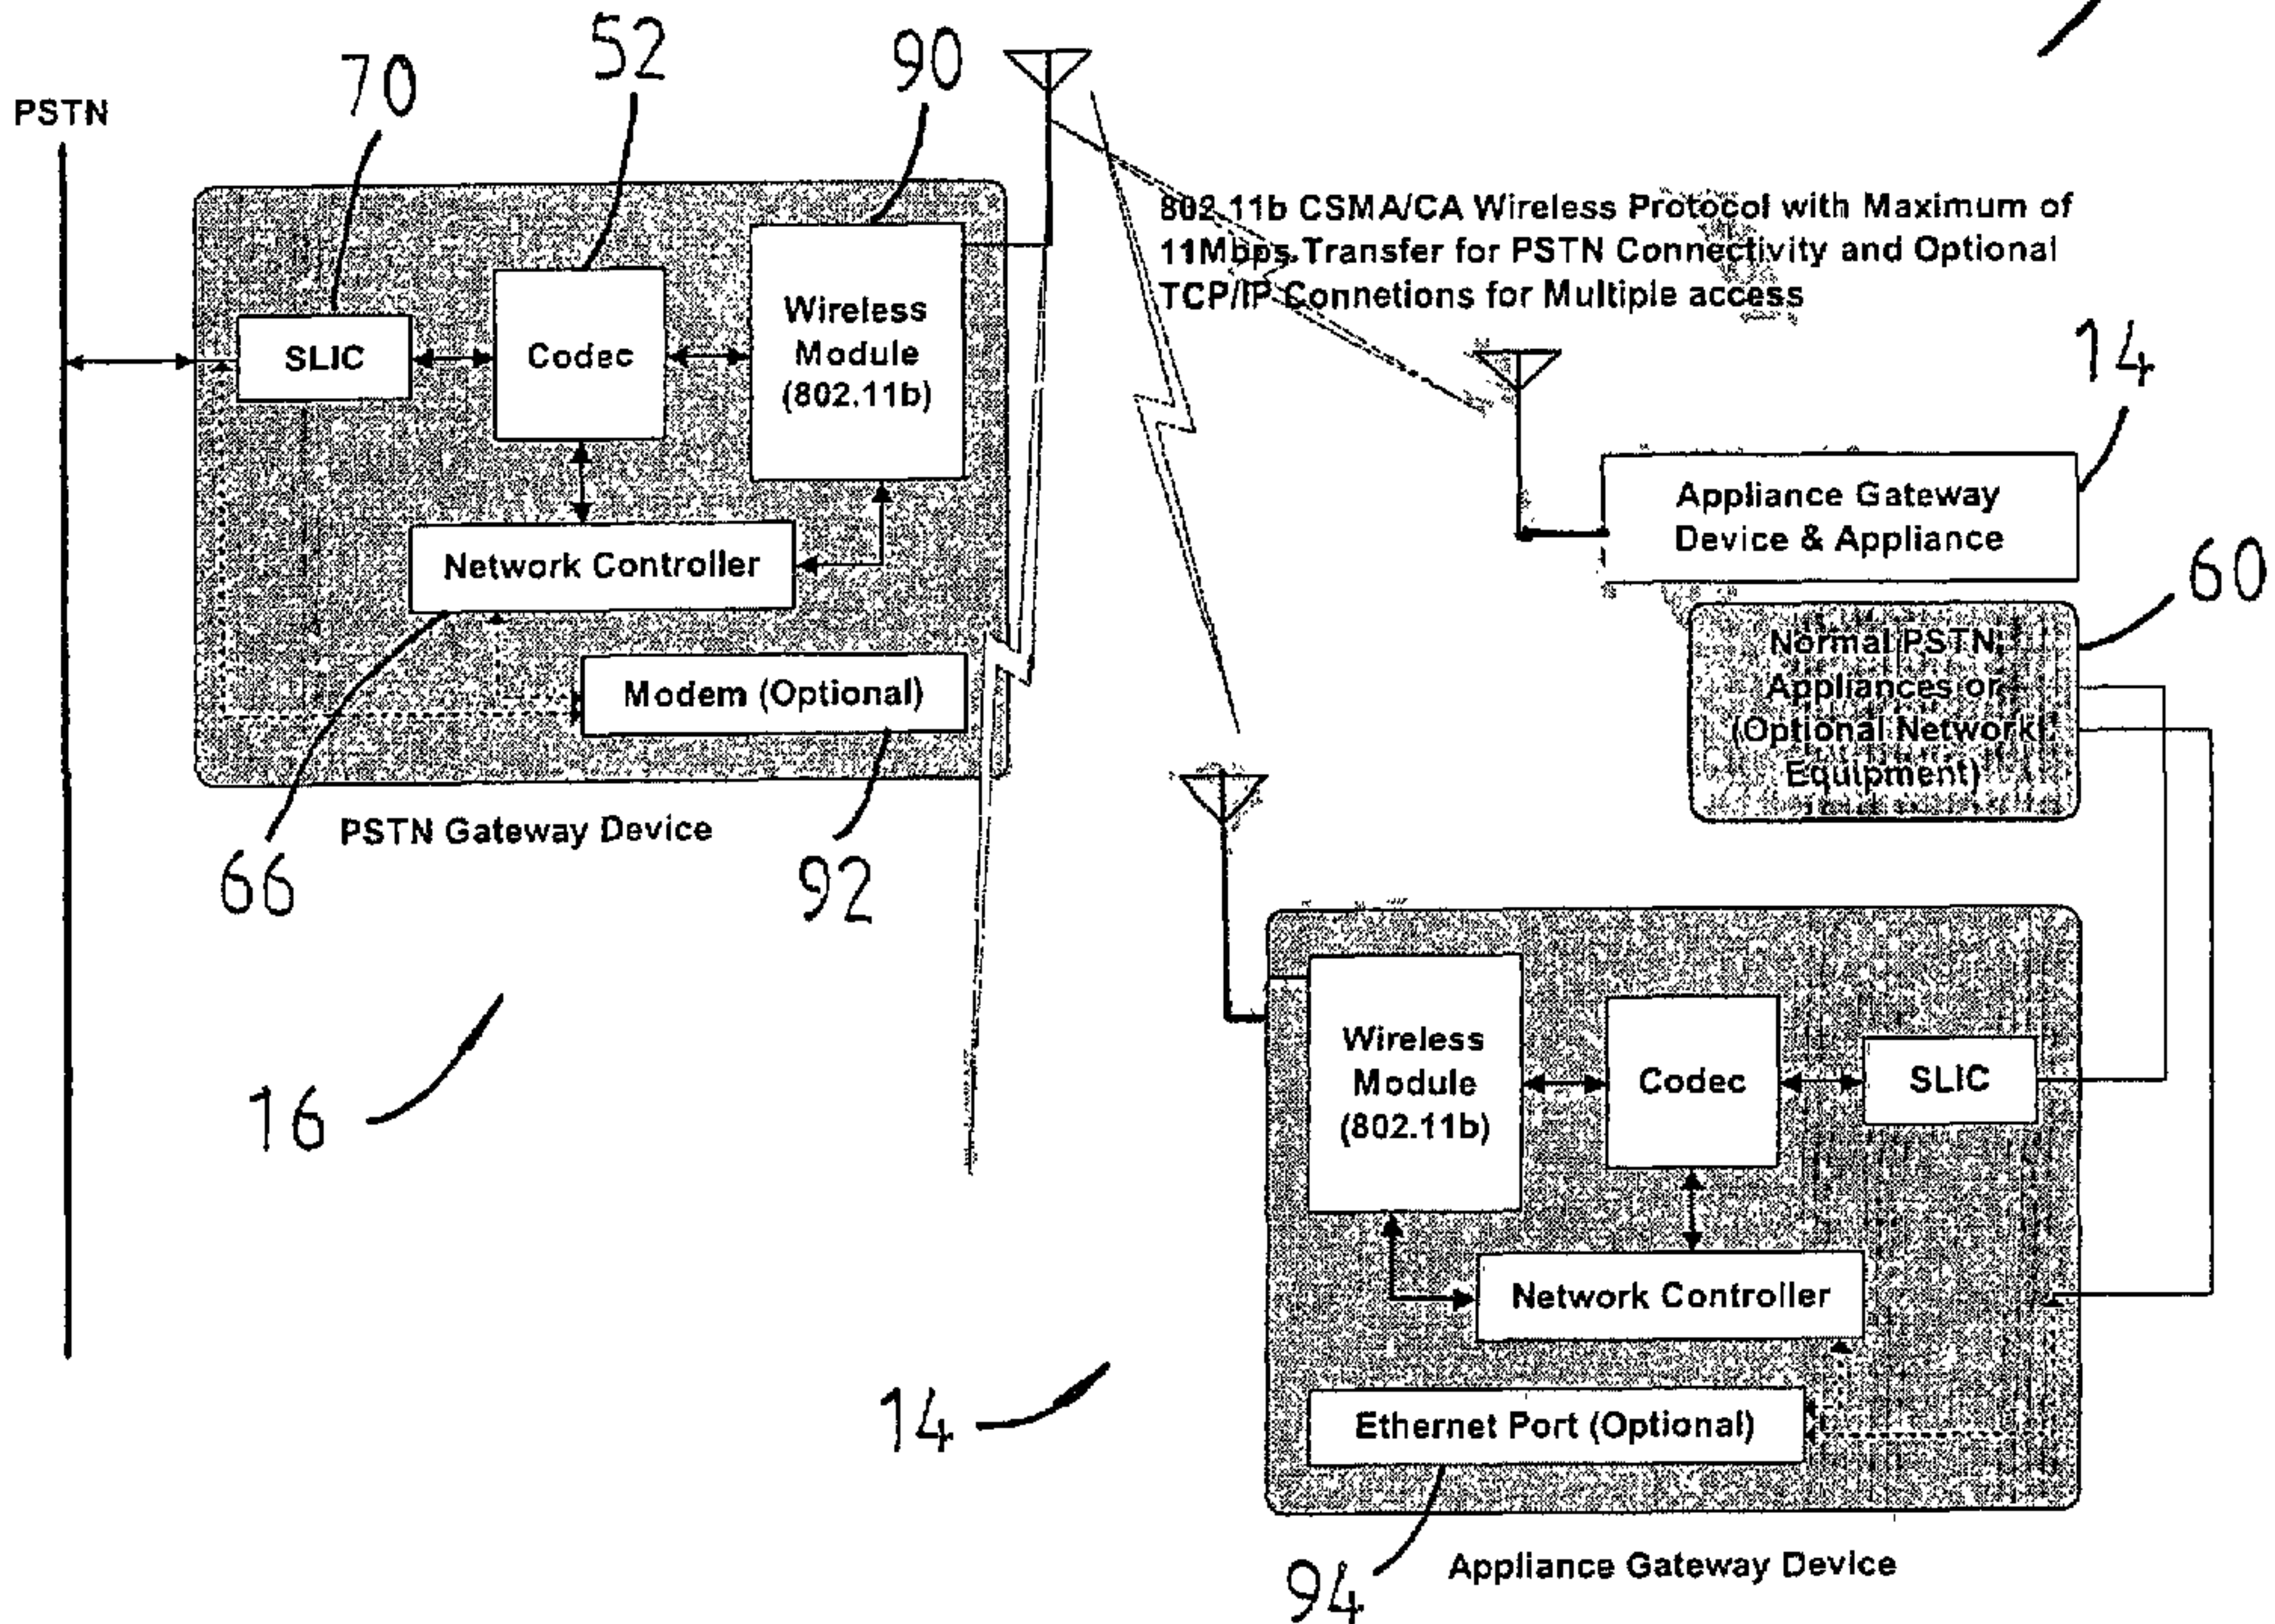 PSTN
70
52
90
802.11b CSMA/CA Wireless Protocol with Maximum of
11Mbps Transfer for PSTN Connectivity and Optional
TCP/IP Connetions for Multiple access
SLIC
Codec
Wireless
Module
(802.11b)
Network Controller
Modem (Optional)
PSTN Gateway Device
66
92
16
14
Appliance Gateway
Device & Appliance
60
Normal PSTN
Appliances or
(Optional Network
Equipment)
Wireless
Module
(802.11b)
Codec
SLIC
Network Controller
Ethernet Port (Optional)
14
94
Appliance Gateway Device